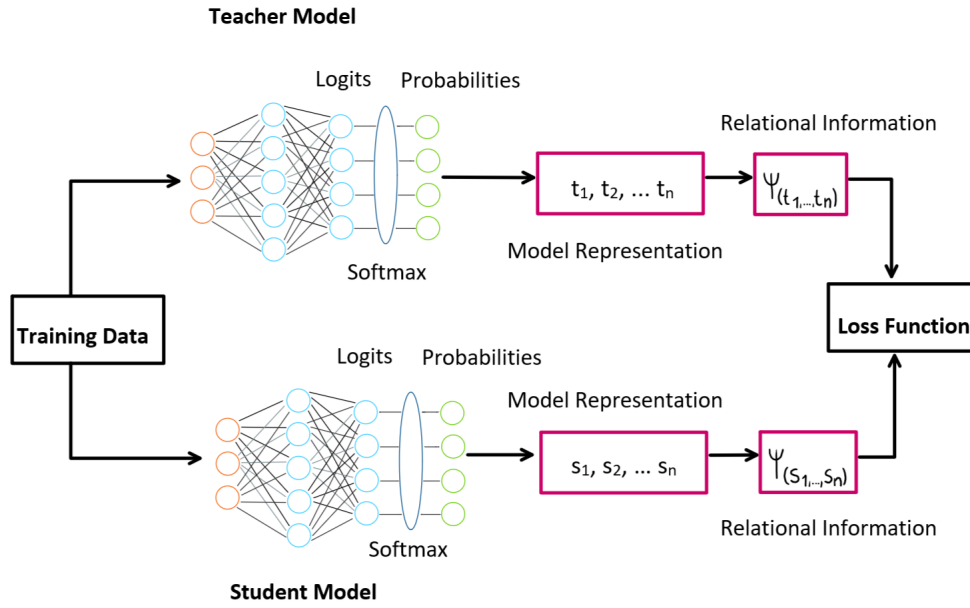 Teacher Model
Logits
Probabilities
Relational Information
t₁, t₂, ... tₙ
Ψ(t₁,...,tₙ)
Model Representation
Softmax
Training Data
Loss Function
Logits
Probabilities
Model Representation
s₁, s₂, ... sₙ
Ψ(s₁,...,sₙ)
Relational Information
Softmax
Student Model